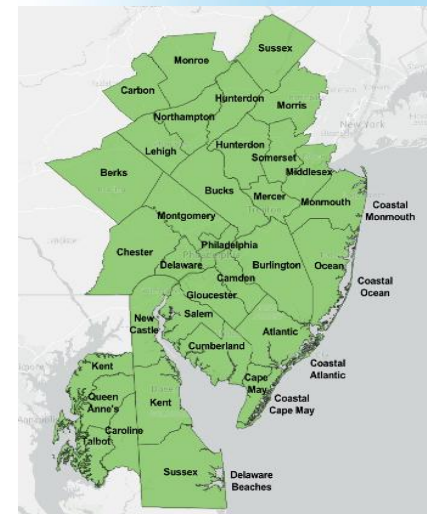 Sussex
Monroe
Carbon
Hunterdon
Morris
Northampton
Hunterdon
Lehigh
Somerset
Berks
Middlesex
Bucks
Mercer
Monmouth
Coastal
Monmouth
Montgomery
Philadelphia
Chester
Delaware
Camden
Burlington
Ocean
Coastal
Ocean
Gloucester
New
Castle
Salem
Atlantic
Cumberland
Coastal
Atlantic
Kent
Cape
May
Coastal
Cape May
Queen
Anne's
Kent
Caroline
Talbot
Sussex
Delaware
Beaches
New York